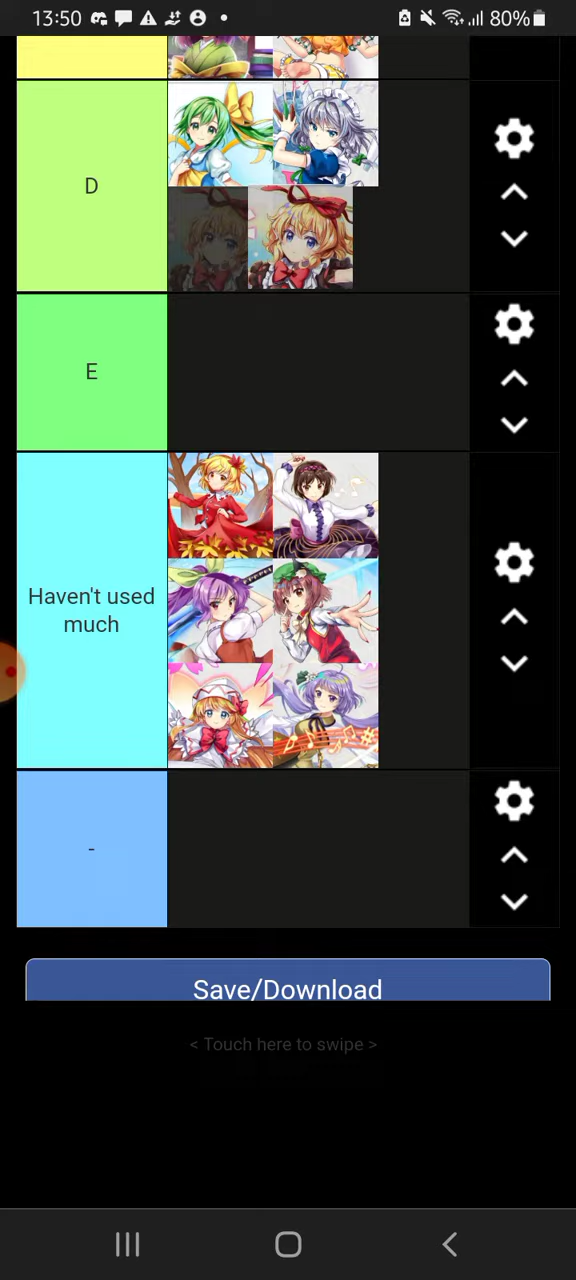 13:50 80%
D
E
Haven't used
much
-
Save/Download
< Touch here to swipe >